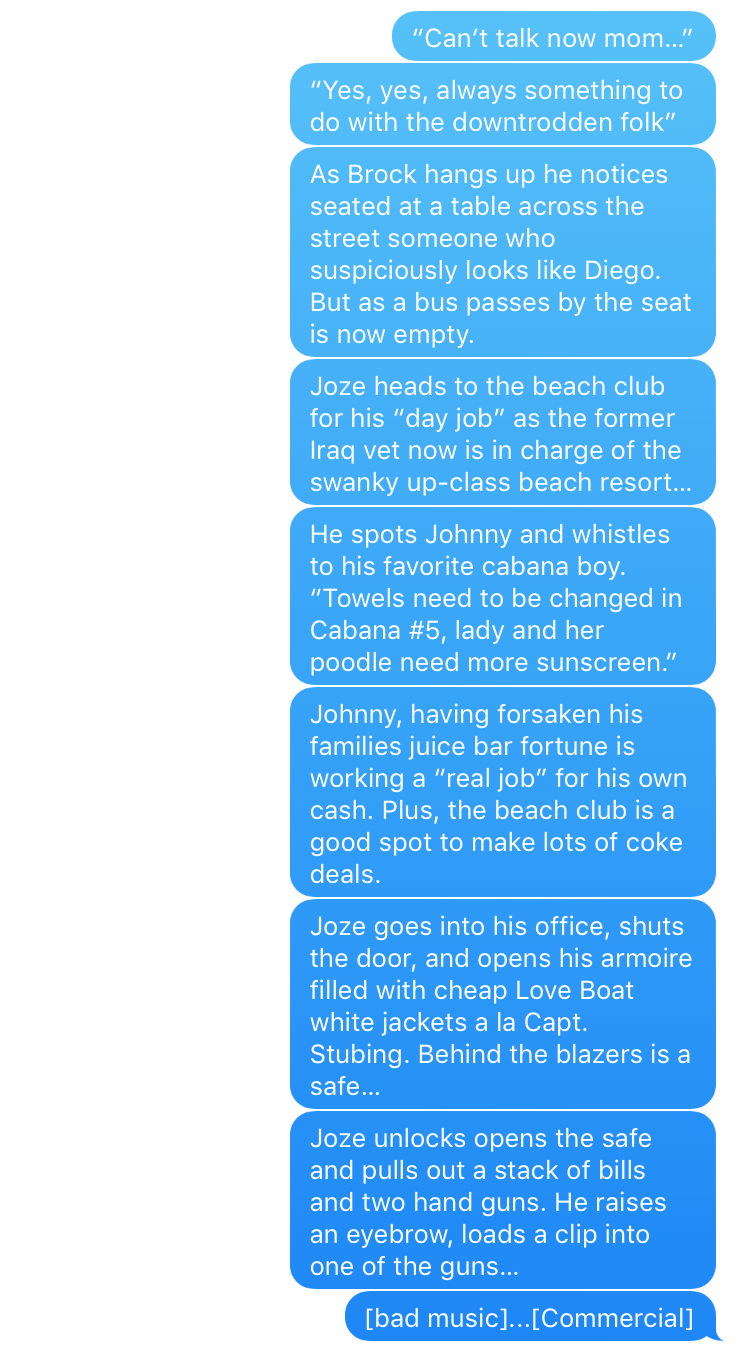 “Can’t talk now mom...”
“Yes, yes, always something to
do with the downtrodden folk”
As Brock hangs up he notices
seated at a table across the
street someone who
suspiciously looks like Diego.
But as a bus passes by the seat
is now empty.
Joze heads to the beach club
for his “day job” as the former
Iraq vet now is in charge of the
swanky up-class beach resort...
He spots Johnny and whistles
to his favorite cabana boy.
“Towels need to be changed in
Cabana #5, lady and her
poodle need more sunscreen.”
Johnny, having forsaken his
families juice bar fortune is
working a “real job” for his own
cash. Plus, the beach club is a
good spot to make lots of coke
deals.
Joze goes into his office, shuts
the door, and opens his armoire
filled with cheap Love Boat
white jackets a la Capt.
Stubing. Behind the blazers is a
safe...
Joze unlocks opens the safe
and pulls out a stack of bills
and two hand guns. He raises
an eyebrow, loads a clip into
one of the guns...
[bad music]...[Commercial]